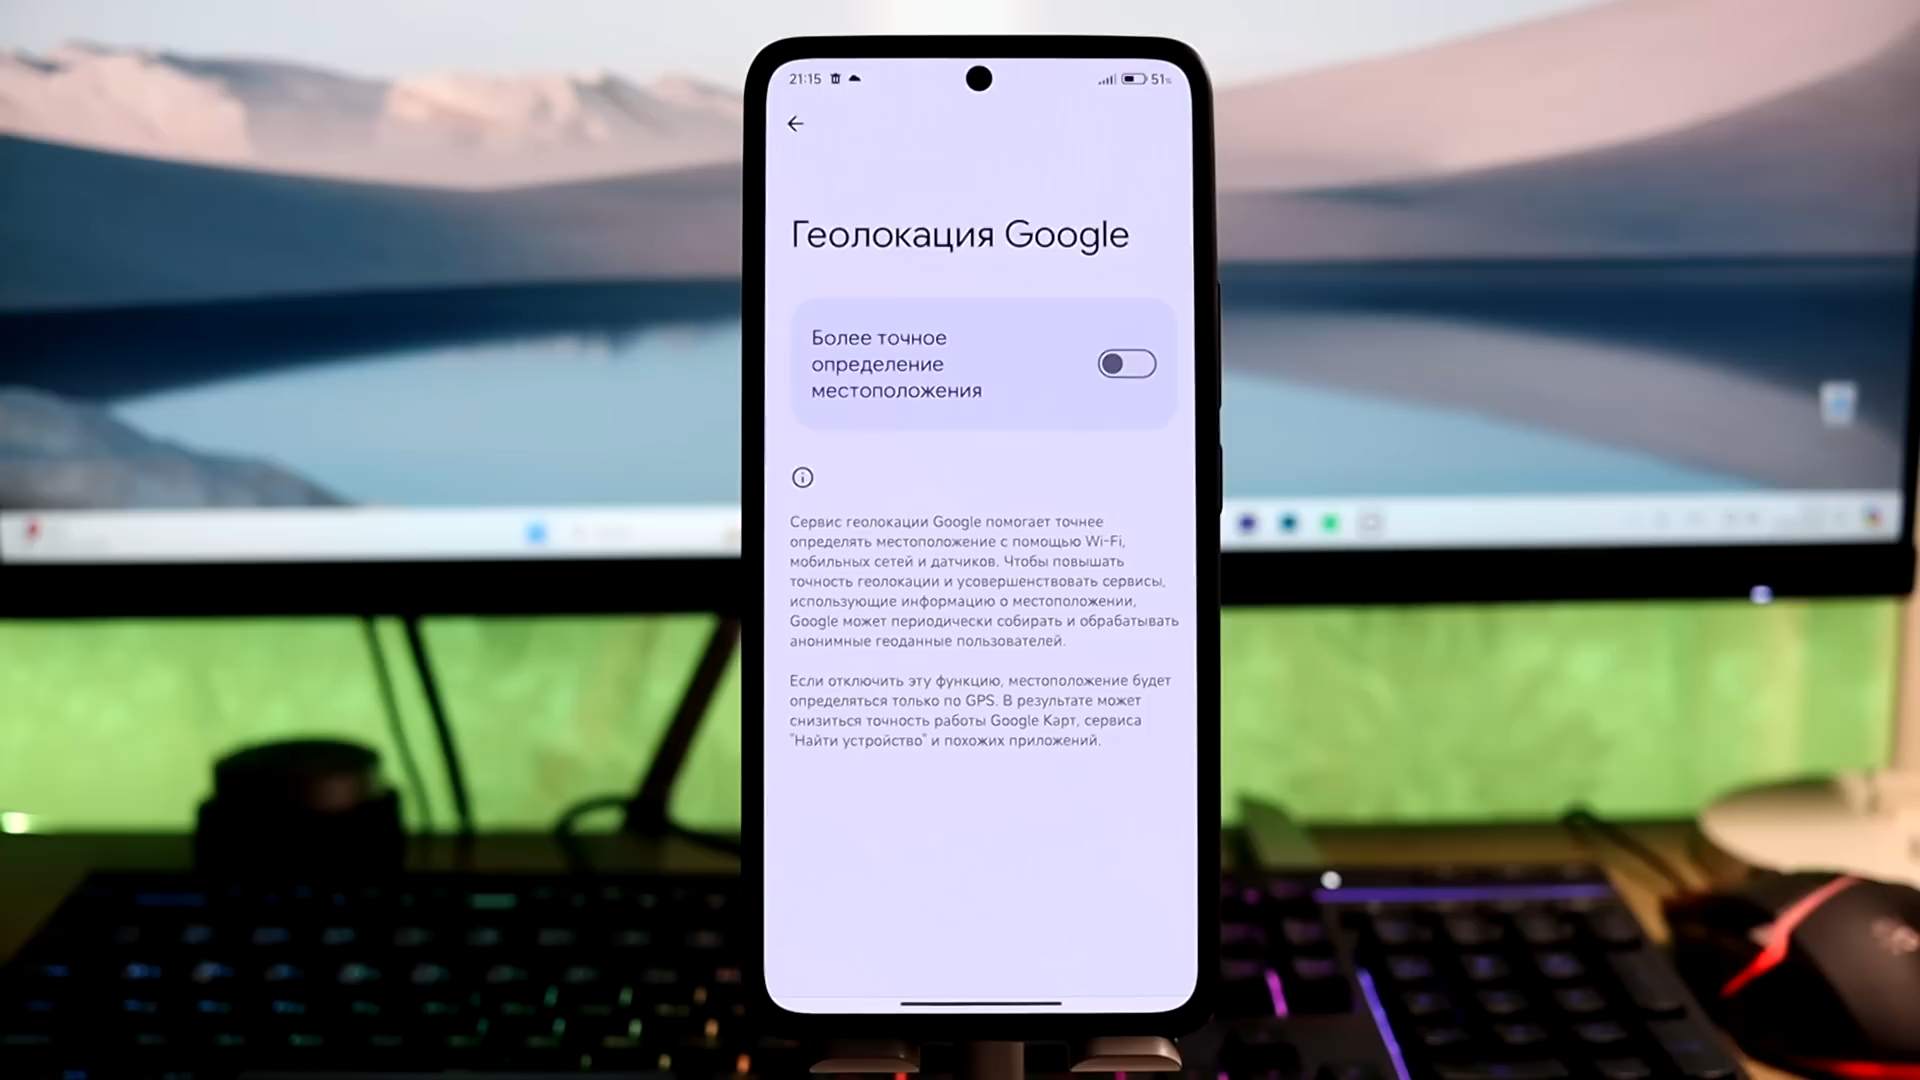 21:15
51%
Геолокация Google
Более точное
определение
местоположения
Сервис геолокации Google помогает точнее
определять местоположение с помощью Wi-Fi,
мобильных сетей и датчиков. Чтобы повышать
точность геолокации и усовершенствовать сервисы,
использующие информацию о местоположении,
Google может периодически собирать и обрабатывать
анонимные геоданные пользователей.
Если отключить эту функцию, местоположение будет
определяться только по GPS. В результате может
снизиться точность работы Google Карт, сервиса
"Найти устройство" и похожих приложений.